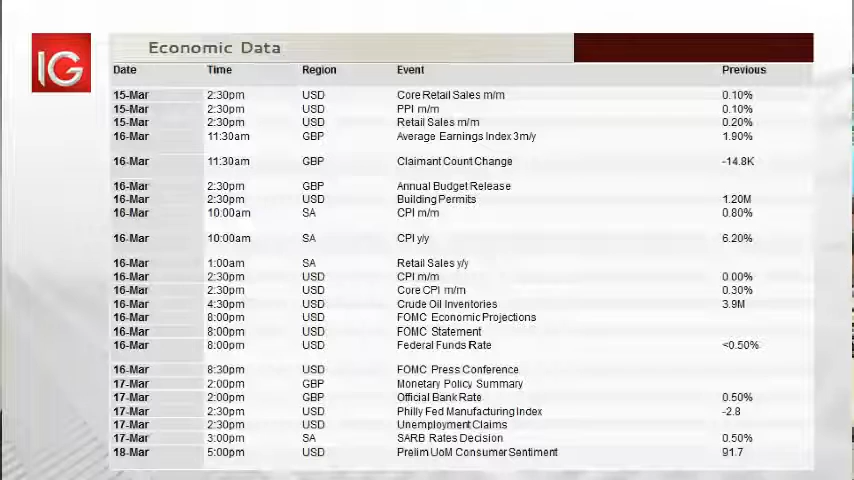 IG
Economic Data
Date Time Region Event Previous
15-Mar 2:30pm USD Core Retail Sales m/m 0.10%
15-Mar 2:30pm USD PPI m/m 0.10%
15-Mar 2:30pm USD Retail Sales m/m 0.20%
16-Mar 11:30am GBP Average Earnings Index 3m/y 1.90%
16-Mar 11:30am GBP Claimant Count Change -14.8K
16-Mar 2:30pm GBP Annual Budget Release
16-Mar 2:30pm USD Building Permits 1.20M
16-Mar 10:00am SA CPI m/m 0.80%
16-Mar 10:00am SA CPI y/y 6.20%
16-Mar 1:00am SA Retail Sales y/y
16-Mar 2:30pm USD CPI m/m 0.00%
16-Mar 2:30pm USD Core CPI m/m 0.30%
16-Mar 4:30pm USD Crude Oil Inventories 3.9M
16-Mar 8:00pm USD FOMC Economic Projections
16-Mar 8:00pm USD FOMC Statement
16-Mar 8:00pm USD Federal Funds Rate <0.50%
16-Mar 8:30pm USD FOMC Press Conference
17-Mar 2:00pm GBP Monetary Policy Summary
17-Mar 2:00pm GBP Official Bank Rate 0.50%
17-Mar 2:30pm USD Philly Fed Manufacturing Index -2.8
17-Mar 2:30pm USD Unemployment Claims
17-Mar 3:00pm SA SARB Rates Decision 0.50%
18-Mar 5:00pm USD Prelim UoM Consumer Sentiment 91.7